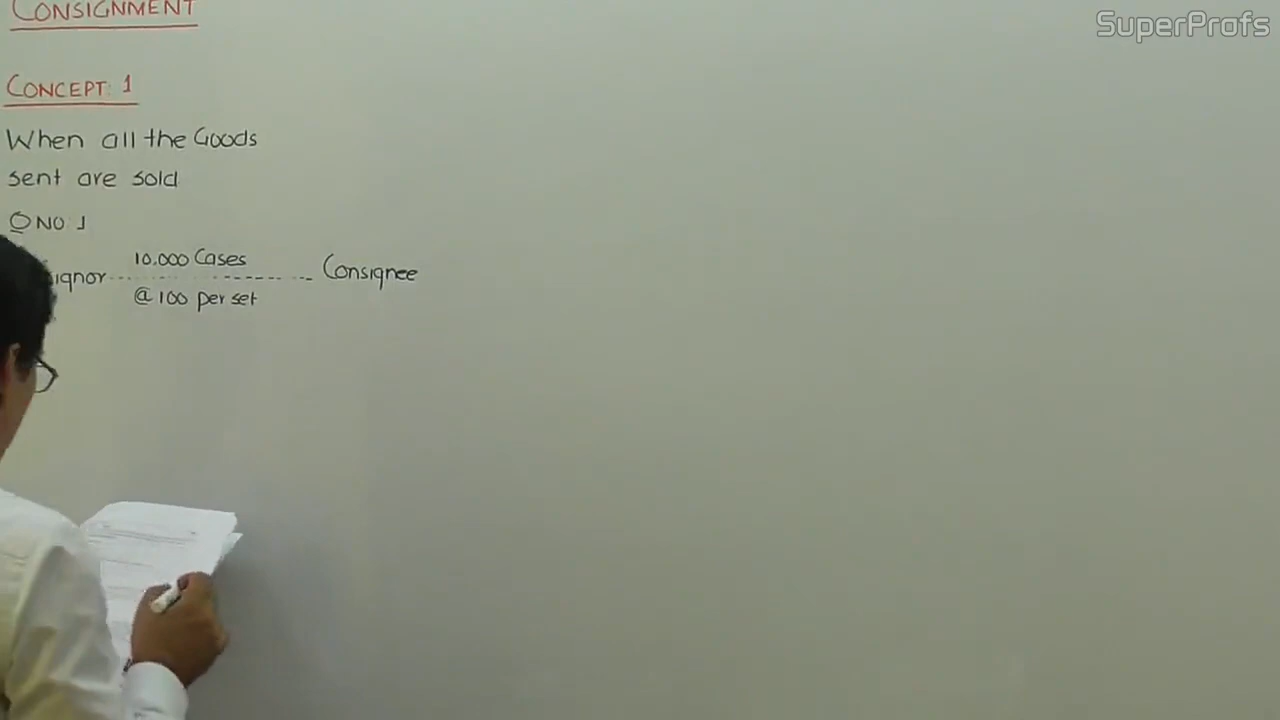 CONSIGNMENT
SuperProfs
CONCEPT: 1
When all the Goods
sent are sold
Q NO 1
10.000 Cases
ignor ----------- Consignee
@ 100 per set